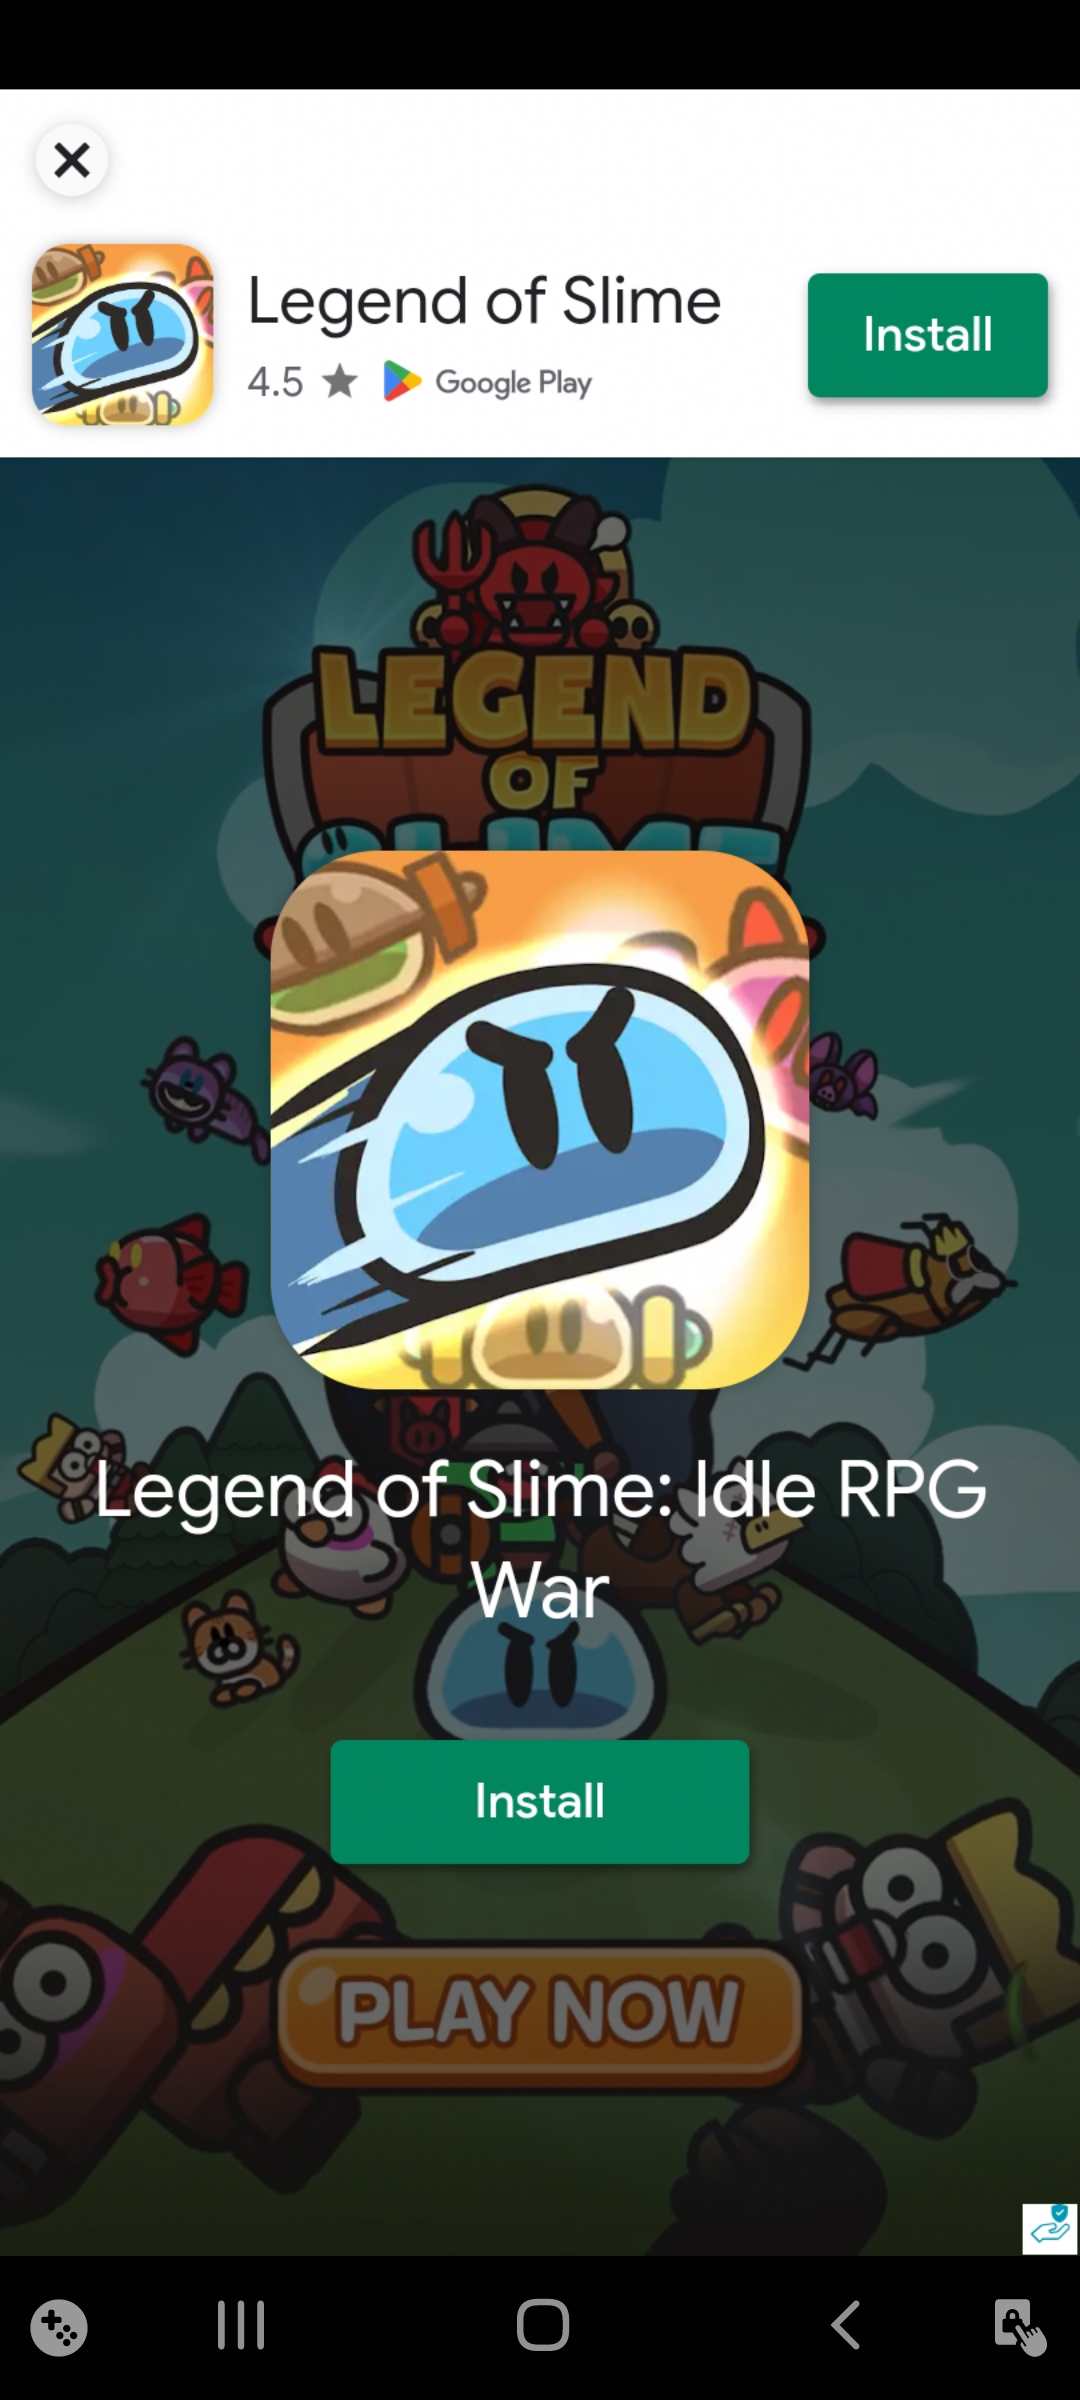 Legend of Slime
Install
4.5 ★ Google Play
LEGEND
OF
SLIME
Legend of Slime: Idle RPG
War
Install
PLAY NOW